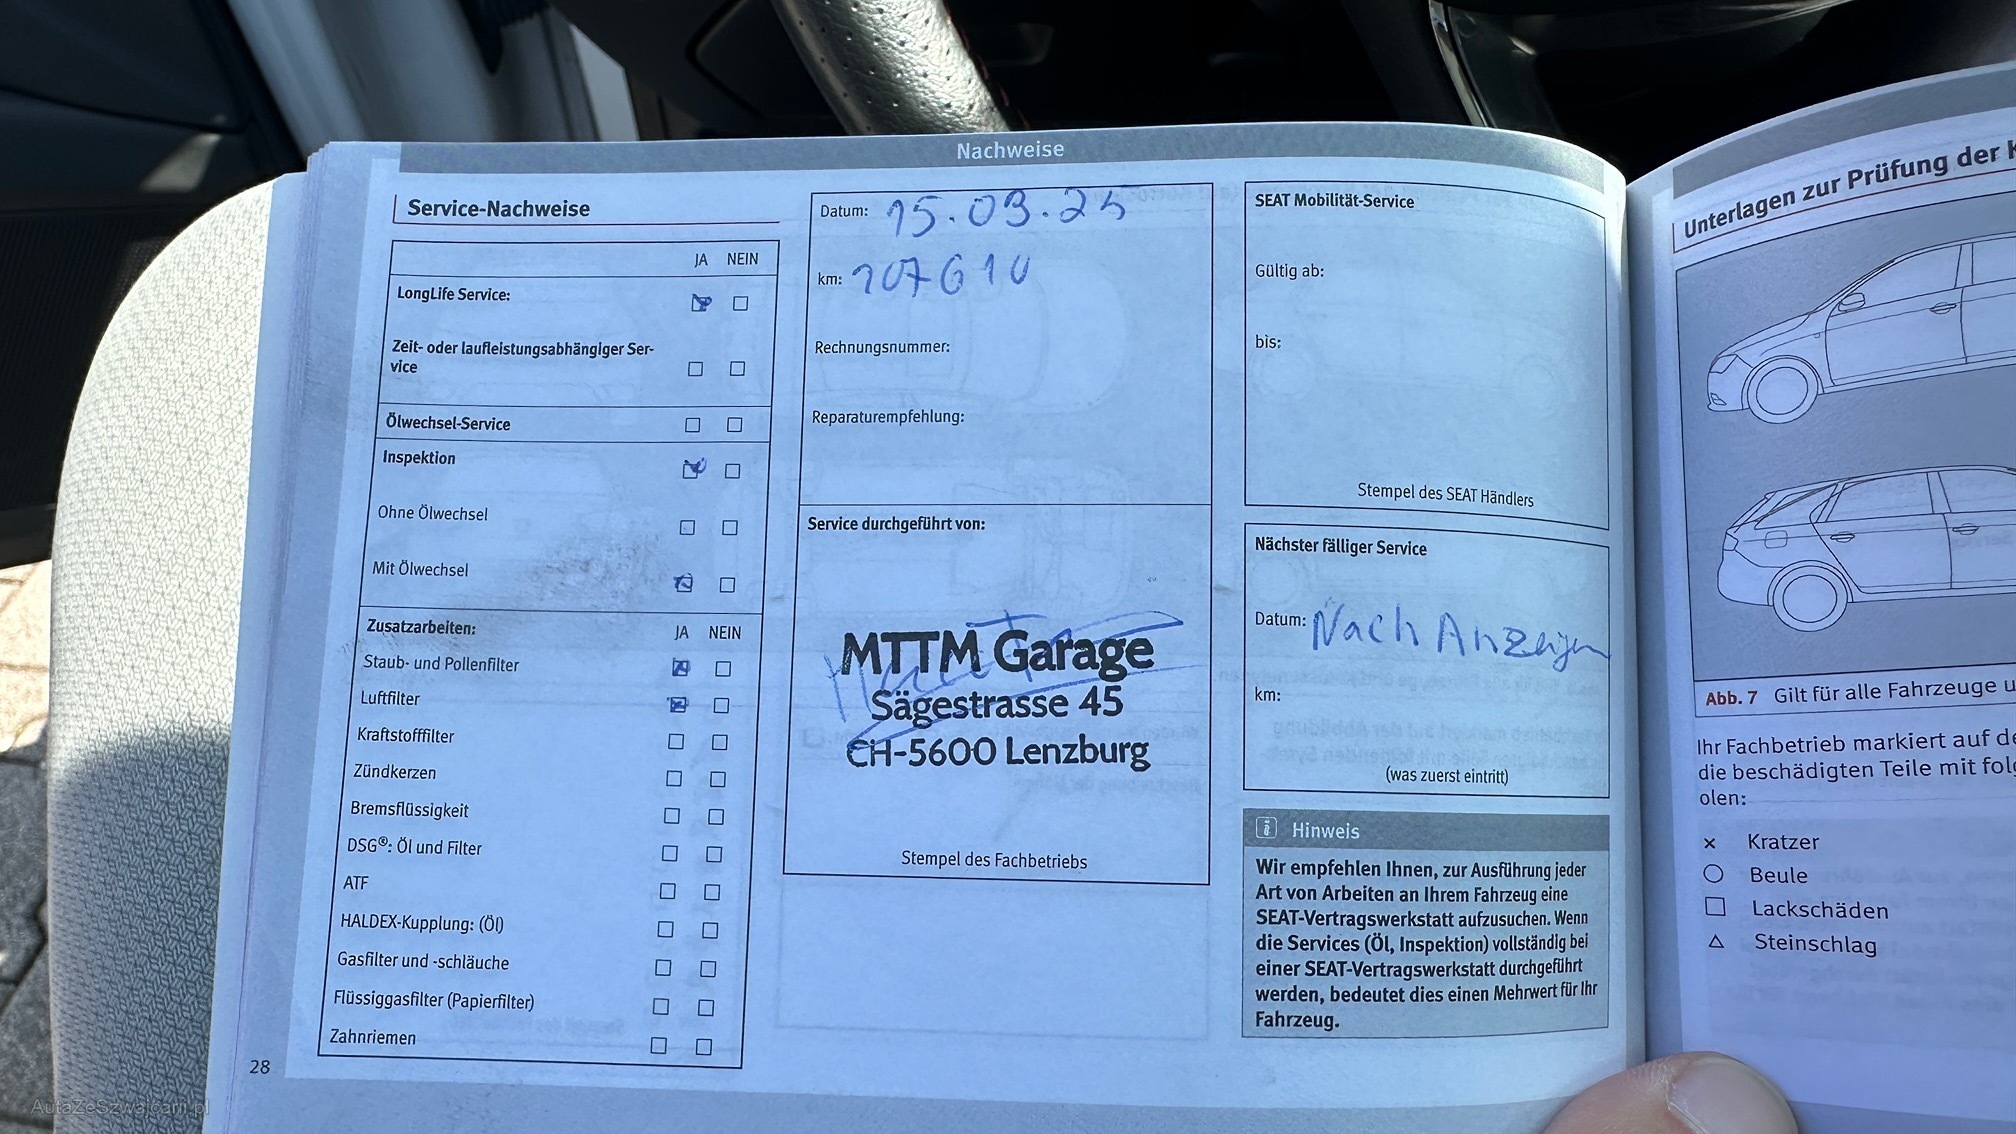 Nachweise
Service-Nachweise
JA NEIN
LongLife Service:
Zeit- oder laufleistungsabhängiger Ser-
vice
Ölwechsel-Service
Inspektion
Ohne Ölwechsel
Mit Ölwechsel
Zusatzarbeiten: JA NEIN
Staub- und Pollenfilter
Luftfilter
Kraftstofffilter
Zündkerzen
Bremsflüssigkeit
DSG®: Öl und Filter
ATF
HALDEX-Kupplung: (Öl)
Gasfilter und -schläuche
Flüssiggasfilter (Papierfilter)
Zahnriemen
28
Datum: 15.03.25
km: 107610
Rechnungsnummer:
Reparaturempfehlung:
Service durchgeführt von:
MTTM Garage
Sägestrasse 45
CH-5600 Lenzburg
Stempel des Fachbetriebs
SEAT Mobilität-Service
Gültig ab:
bis:
Stempel des SEAT Händlers
Nächster fälliger Service
Datum: Nach Anzeigen
km:
(was zuerst eintritt)
Hinweis
Wir empfehlen Ihnen, zur Ausführung jeder
Art von Arbeiten an Ihrem Fahrzeug eine
SEAT-Vertragswerkstatt aufzusuchen. Wenn
die Services (Öl, Inspektion) vollständig bei
einer SEAT-Vertragswerkstatt durchgeführt
werden, bedeutet dies einen Mehrwert für Ihr
Fahrzeug.
Unterlagen zur Prüfung der
Abb. 7 Gilt für alle Fahrzeuge
Ihr Fachbetrieb markiert auf
die beschädigten Teile mit
olen:
× Kratzer
○ Beule
□ Lackschäden
△ Steinschlag
AutaZeSzwajcarii.pl